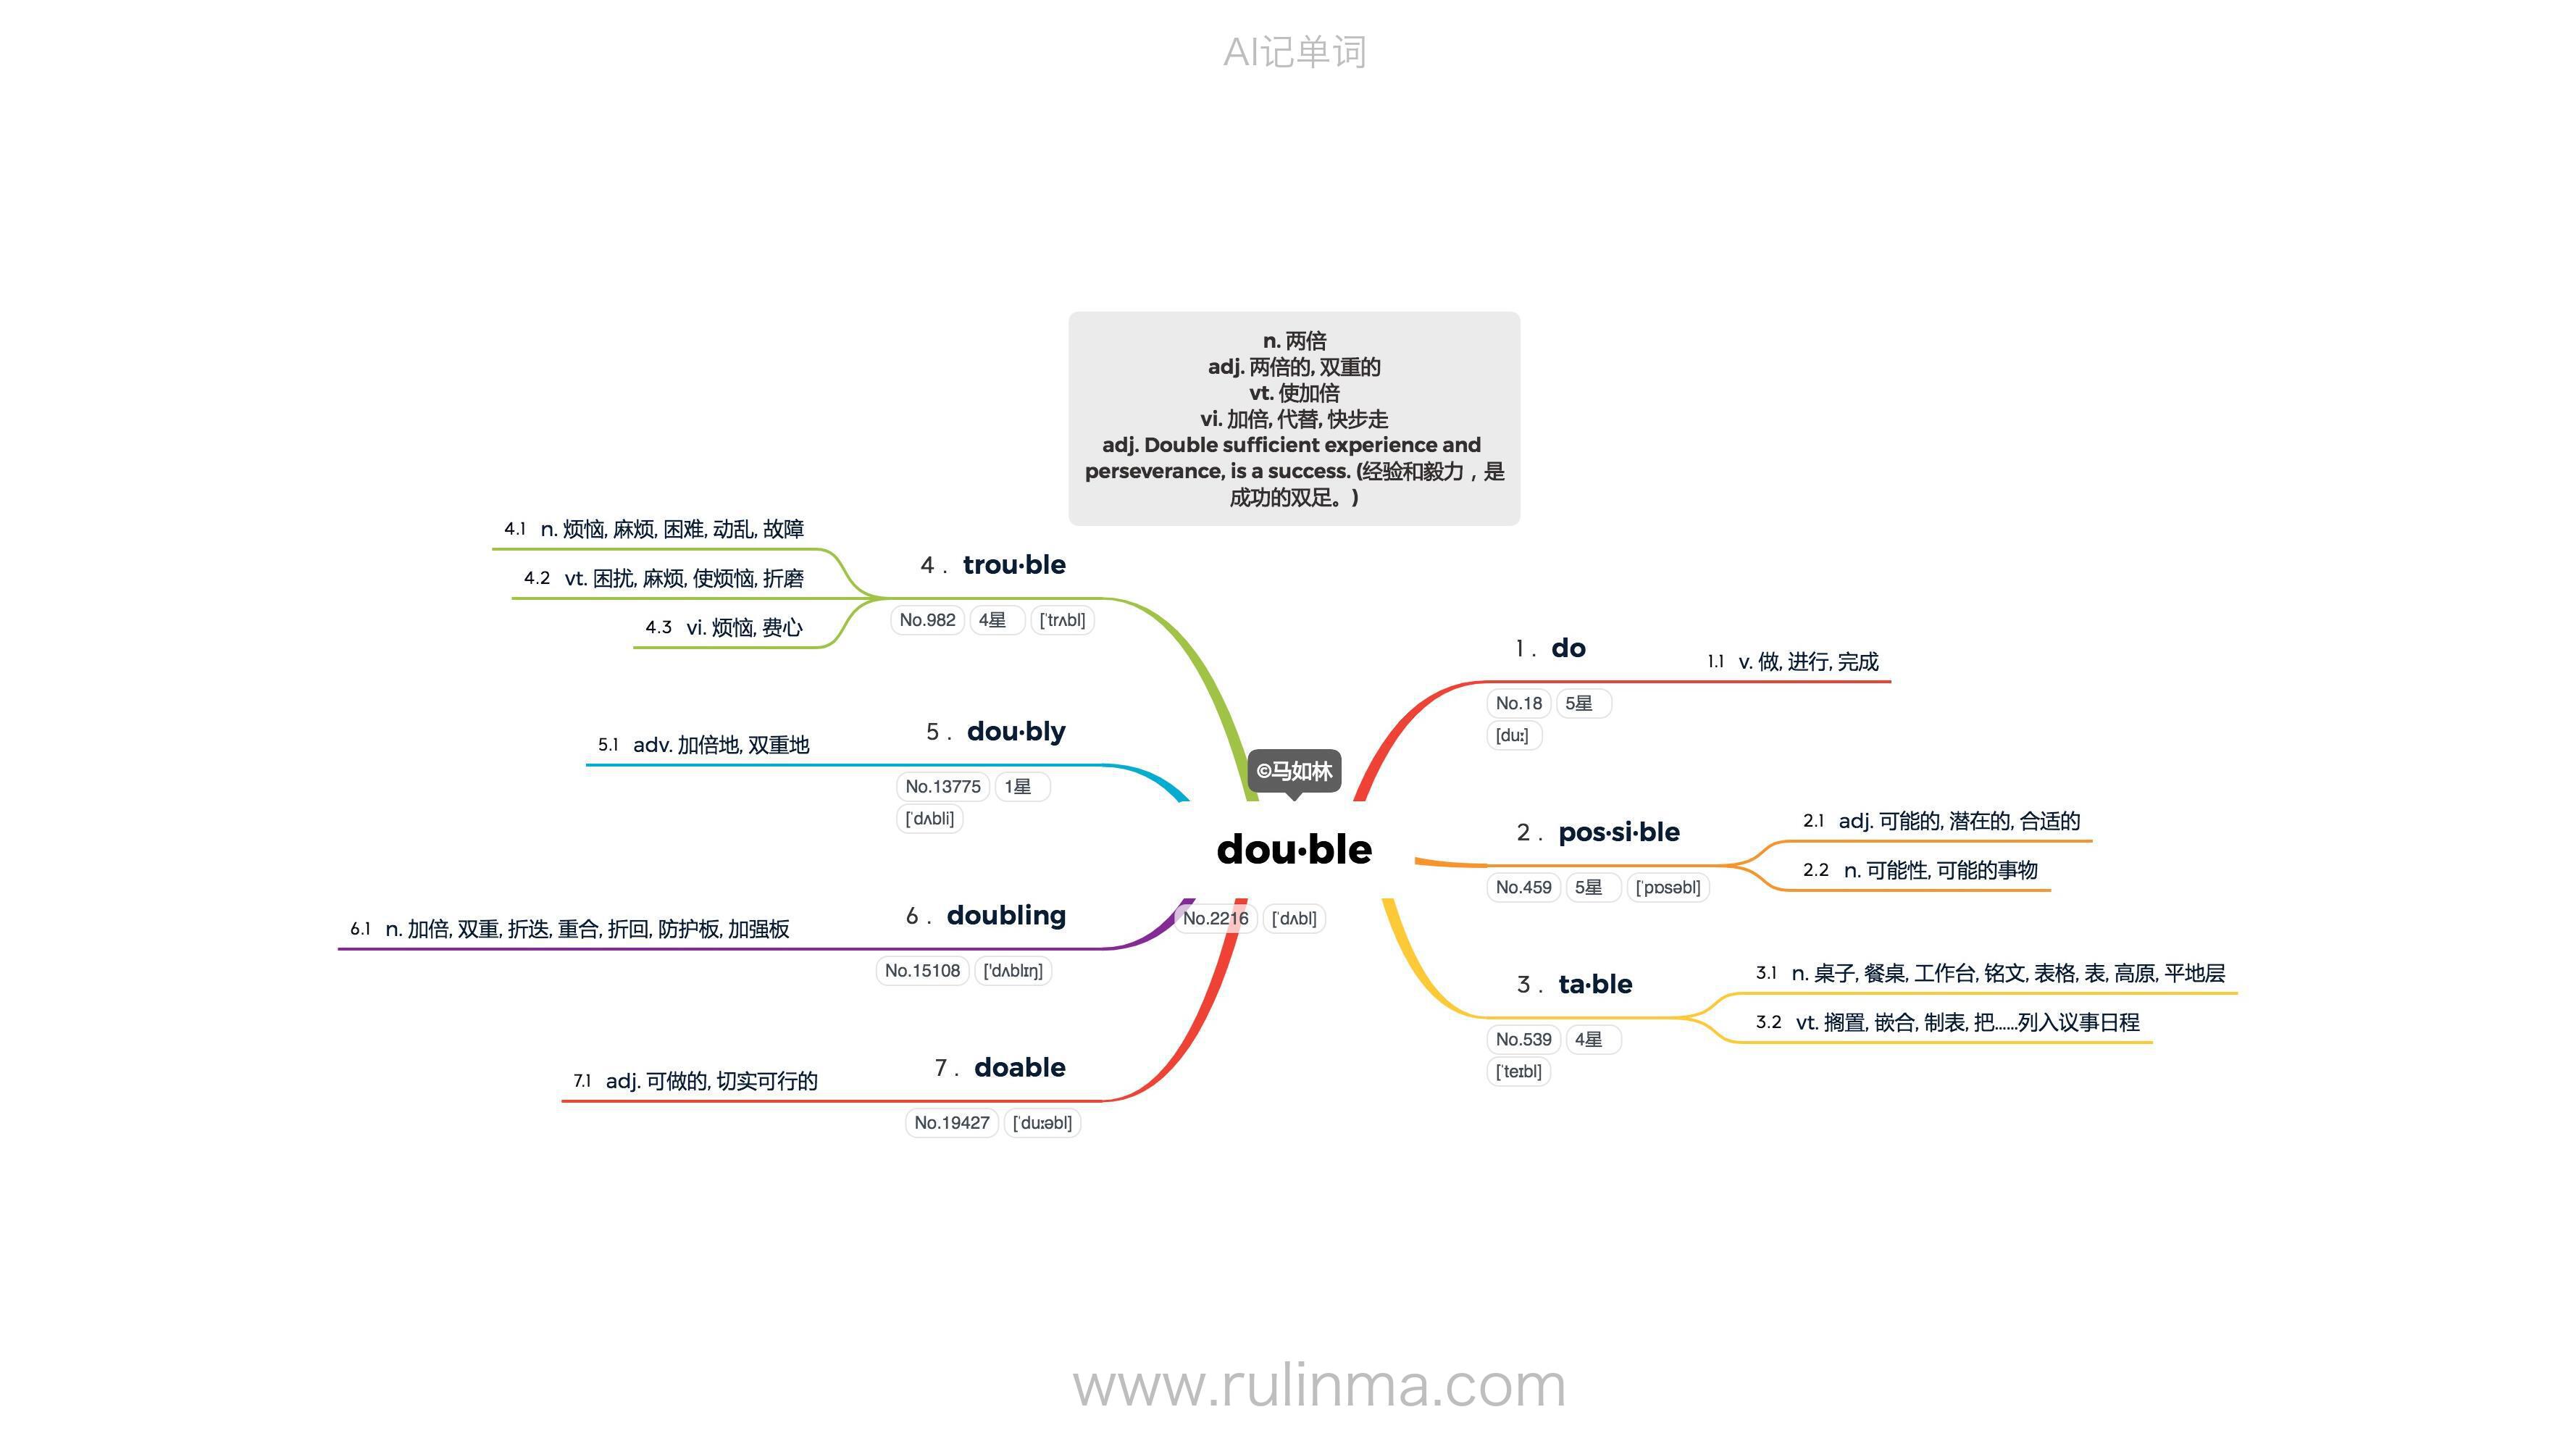 AI记单词
n. 两倍
adj. 两倍的, 双重的
vt. 使加倍
vi. 加倍, 代替, 快步走
adj. Double sufficient experience and
perseverance, is a success. (经验和毅力，是
成功的双足。)
©马如林
dou·ble
No.2216 [ˈdʌbl]
1. do
No.18 5星
[duː]
1.1 v. 做, 进行, 完成
2. pos·si·ble
No.459 5星 [ˈpɒsəbl]
2.1 adj. 可能的, 潜在的, 合适的
2.2 n. 可能性, 可能的事物
3. ta·ble
No.539 4星
[ˈteɪbl]
3.1 n. 桌子, 餐桌, 工作台, 铭文, 表格, 表, 高原, 平地层
3.2 vt. 搁置, 嵌合, 制表, 把……列入议事日程
4. trou·ble
No.982 4星 [ˈtrʌbl]
4.1 n. 烦恼, 麻烦, 困难, 动乱, 故障
4.2 vt. 困扰, 麻烦, 使烦恼, 折磨
4.3 vi. 烦恼, 费心
5. dou·bly
No.13775 1星
[ˈdʌbli]
5.1 adv. 加倍地, 双重地
6. doubling
No.15108 ['dʌblɪŋ]
6.1 n. 加倍, 双重, 折迭, 重合, 折回, 防护板, 加强板
7. doable
No.19427 [ˈduːəbl]
7.1 adj. 可做的, 切实可行的
www.rulinma.com